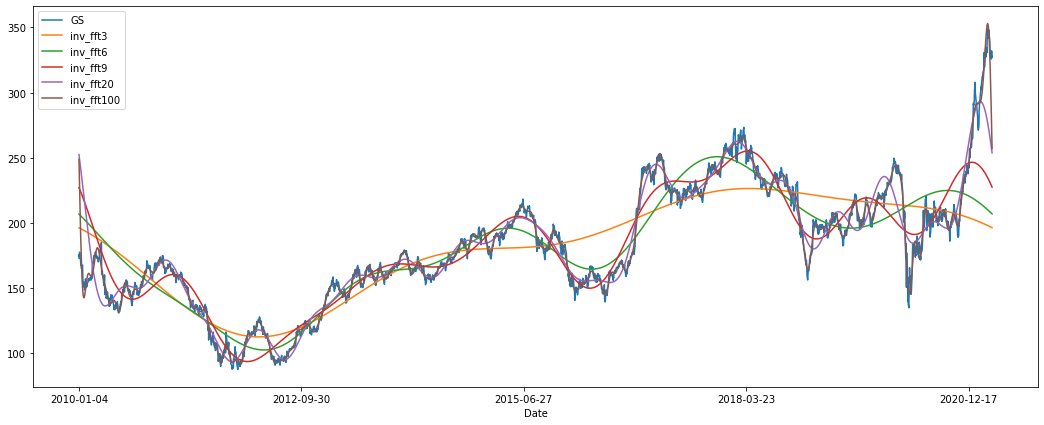 GS
inv_fft3
inv_fft6
inv_fft9
inv_fft20
inv_fft100
350
300
250
200
150
100
2010-01-04 2012-09-30 2015-06-27 2018-03-23 2020-12-17
Date